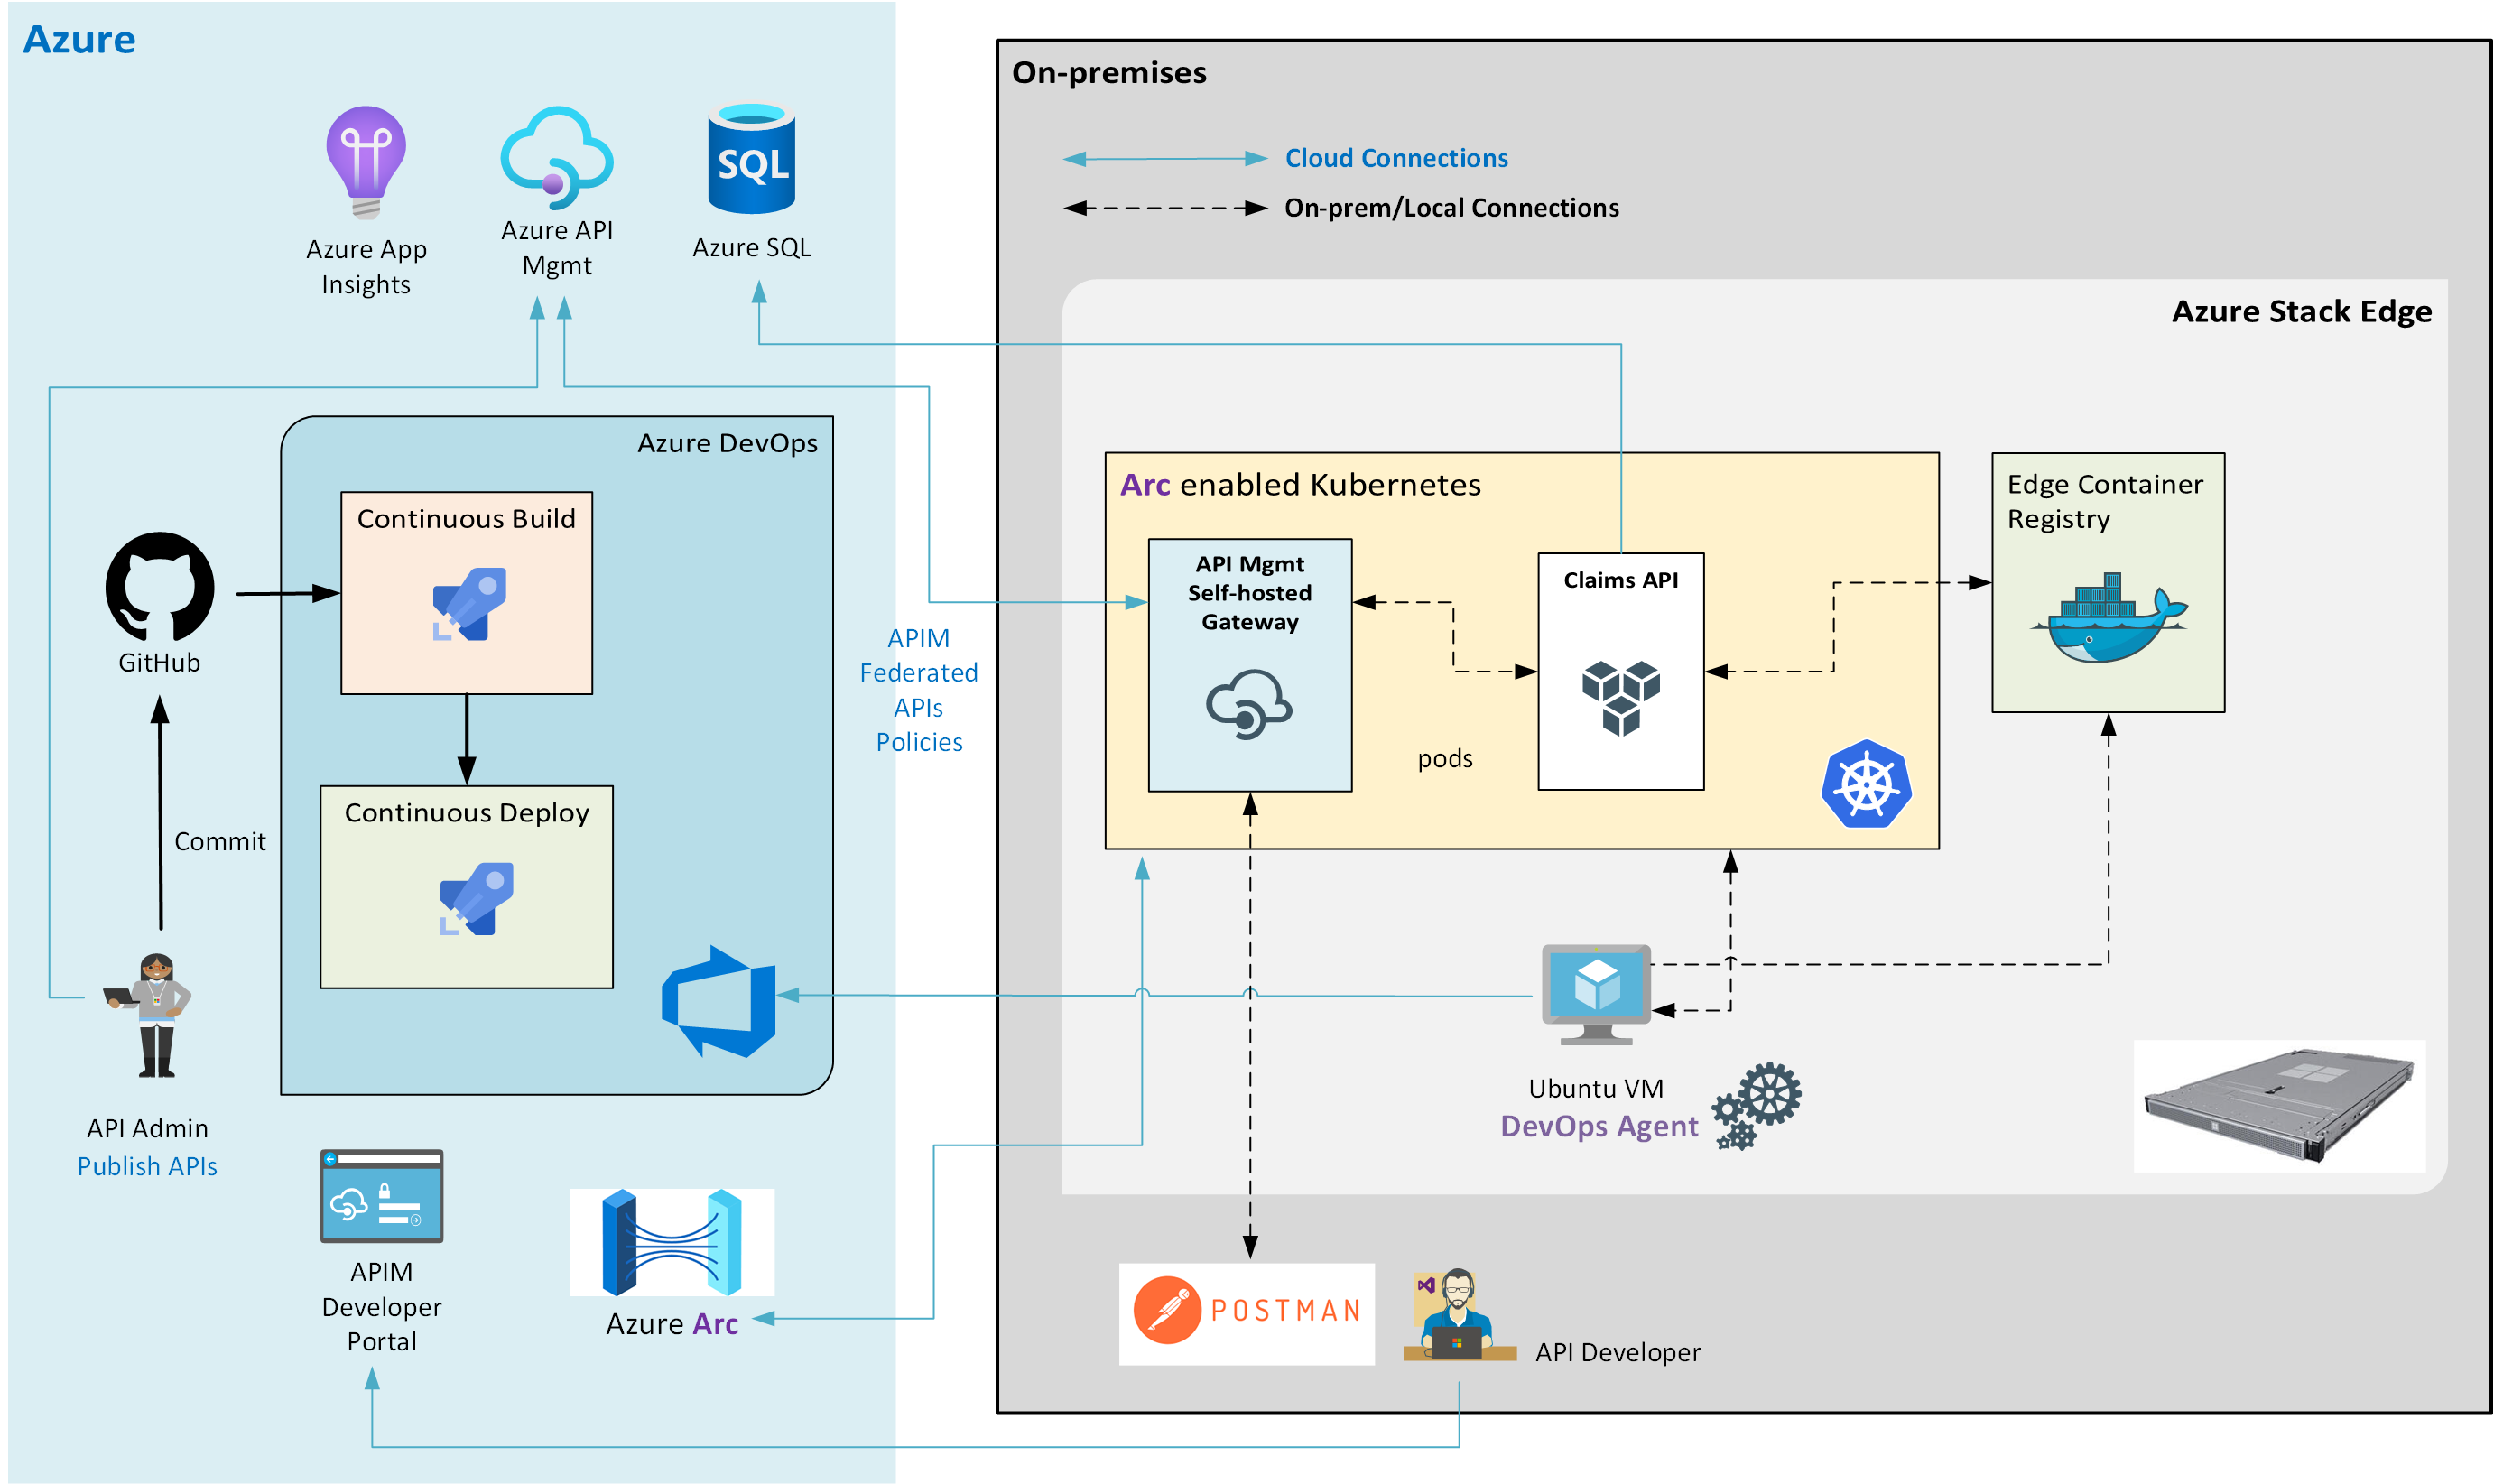 Azure
Azure App
Insights
Azure API
Mgmt
SQL
Azure SQL
Azure DevOps
Continuous Build
GitHub
Continuous Deploy
Commit
API Admin
Publish APIs
APIM
Developer
Portal
Azure Arc
APIM
Federated
APIs
Policies
On-premises
Cloud Connections
On-prem/Local Connections
Azure Stack Edge
Arc enabled Kubernetes
API Mgmt
Self-hosted
Gateway
Claims API
pods
Edge Container
Registry
Ubuntu VM
DevOps Agent
POSTMAN
API Developer